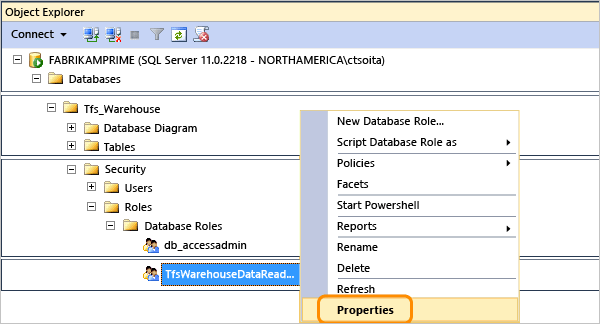 Object Explorer
Connect
FABRIKAMPRIME (SQL Server 11.0.2218 - NORTHAMERICA\ctsoita)
Databases
Tfs_Warehouse
Database Diagram
Tables
Security
Users
Roles
Database Roles
db_accessadmin
TfsWarehouseDataRead...
New Database Role...
Script Database Role as
Policies
Facets
Start Powershell
Reports
Rename
Delete
Refresh
Properties